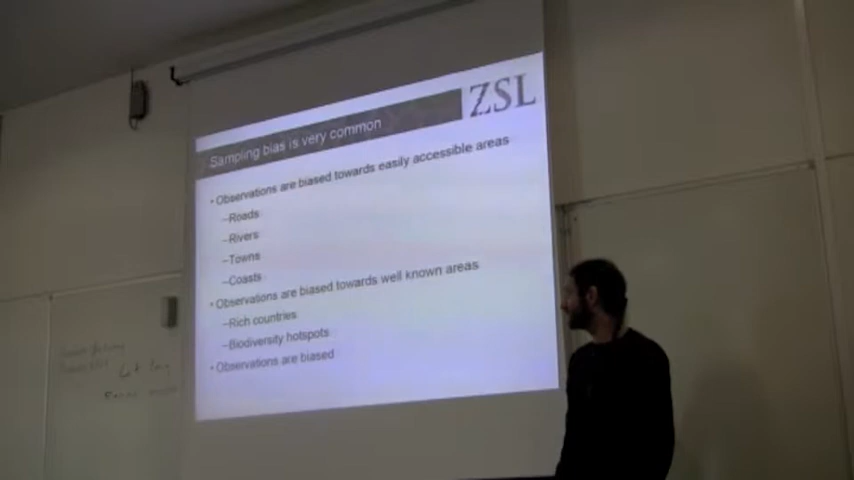 ZSL
Sampling bias is very common
• Observations are biased towards easily accessible areas
–Roads
–Rivers
–Towns
–Coasts
• Observations are biased towards well known areas
–Rich countries
–Biodiversity hotspots
• Observations are biased